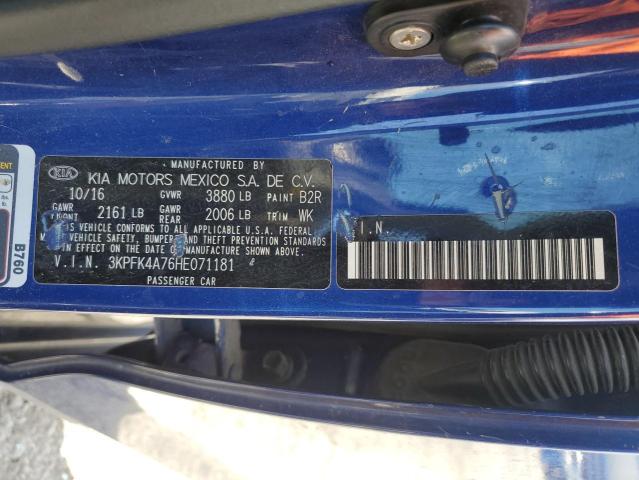 MANUFACTURED BY
KIA KIA MOTORS MEXICO S.A. DE C.V.
10/16 GVWR 3880 LB PAINT B2R
GAWR FRONT 2161 LB GAWR REAR 2006 LB TRIM WK
THIS VEHICLE CONFORMS TO ALL APPLICABLE U.S.A. FEDERAL
MOTOR VEHICLE SAFETY, BUMPER, AND THEFT PREVENTION STANDARDS
IN EFFECT ON THE DATE OF MANUFACTURE SHOWN ABOVE.
V.I.N. 3KPFK4A76HE071181
PASSENGER CAR
V.I.N.
B760